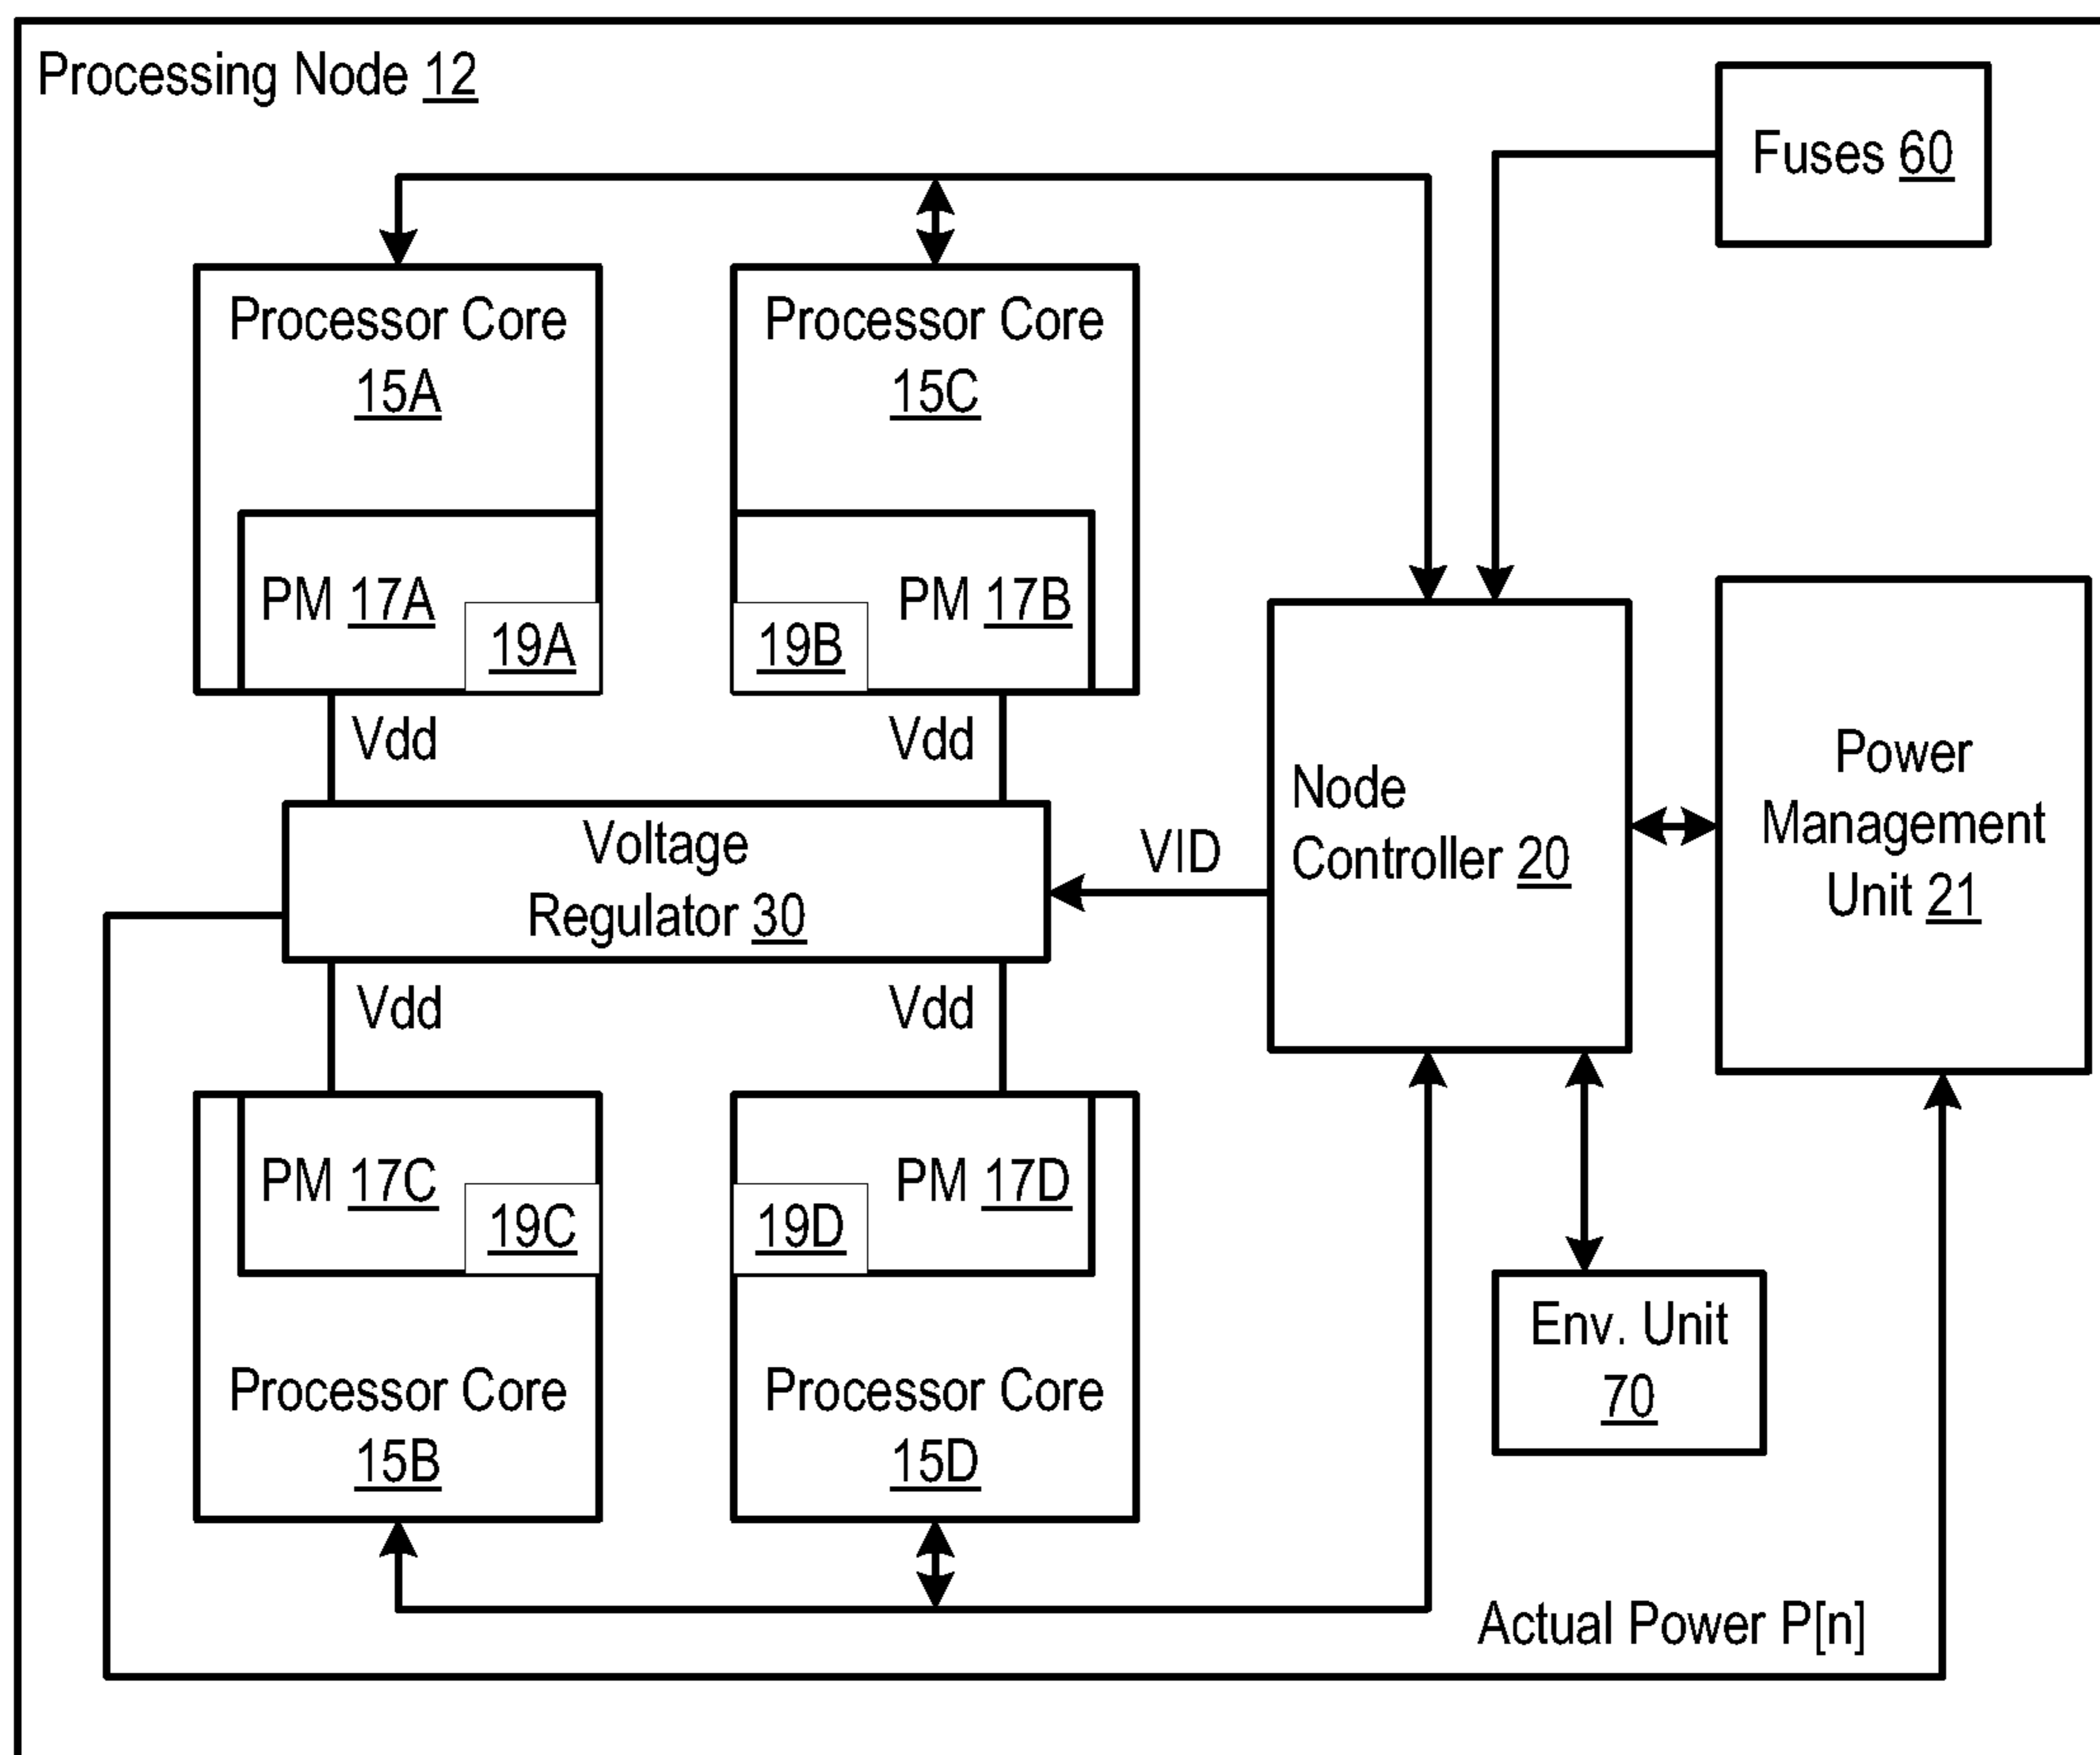 Processing Node 12
Fuses 60
Processor Core
15A
Processor Core
15C
PM 17A
19A
19B
PM 17B
Vdd
Vdd
Voltage
Regulator 30
VID
Node
Controller 20
Power
Management
Unit 21
Vdd
Vdd
PM 17C
19C
19D
PM 17D
Processor Core
15B
Processor Core
15D
Env. Unit
70
Actual Power P[n]